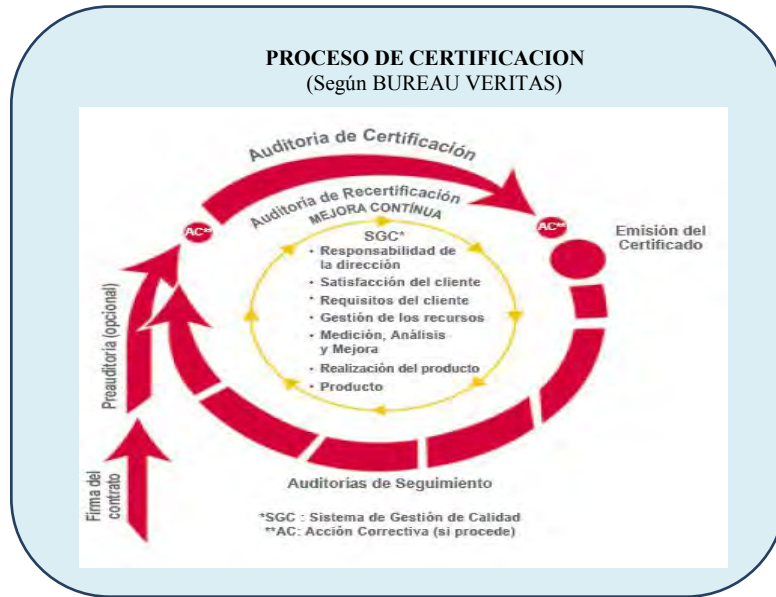 PROCESO DE CERTIFICACION
(Según BUREAU VERITAS)
Auditoria de Certificación
Auditoría de Recertificación
MEJORA CONTÍNUA
AC**
AC**
Emisión del
Certificado
SGC*
• Responsabilidad de
la dirección
• Satisfacción del cliente
• Requisitos del cliente
• Gestión de los recursos
• Medición, Análisis
y Mejora
• Realización del producto
• Producto
Preauditoría (opcional)
Firma del
contrato
Auditorías de Seguimiento
*SGC : Sistema de Gestión de Calidad
**AC: Acción Correctiva (si procede)